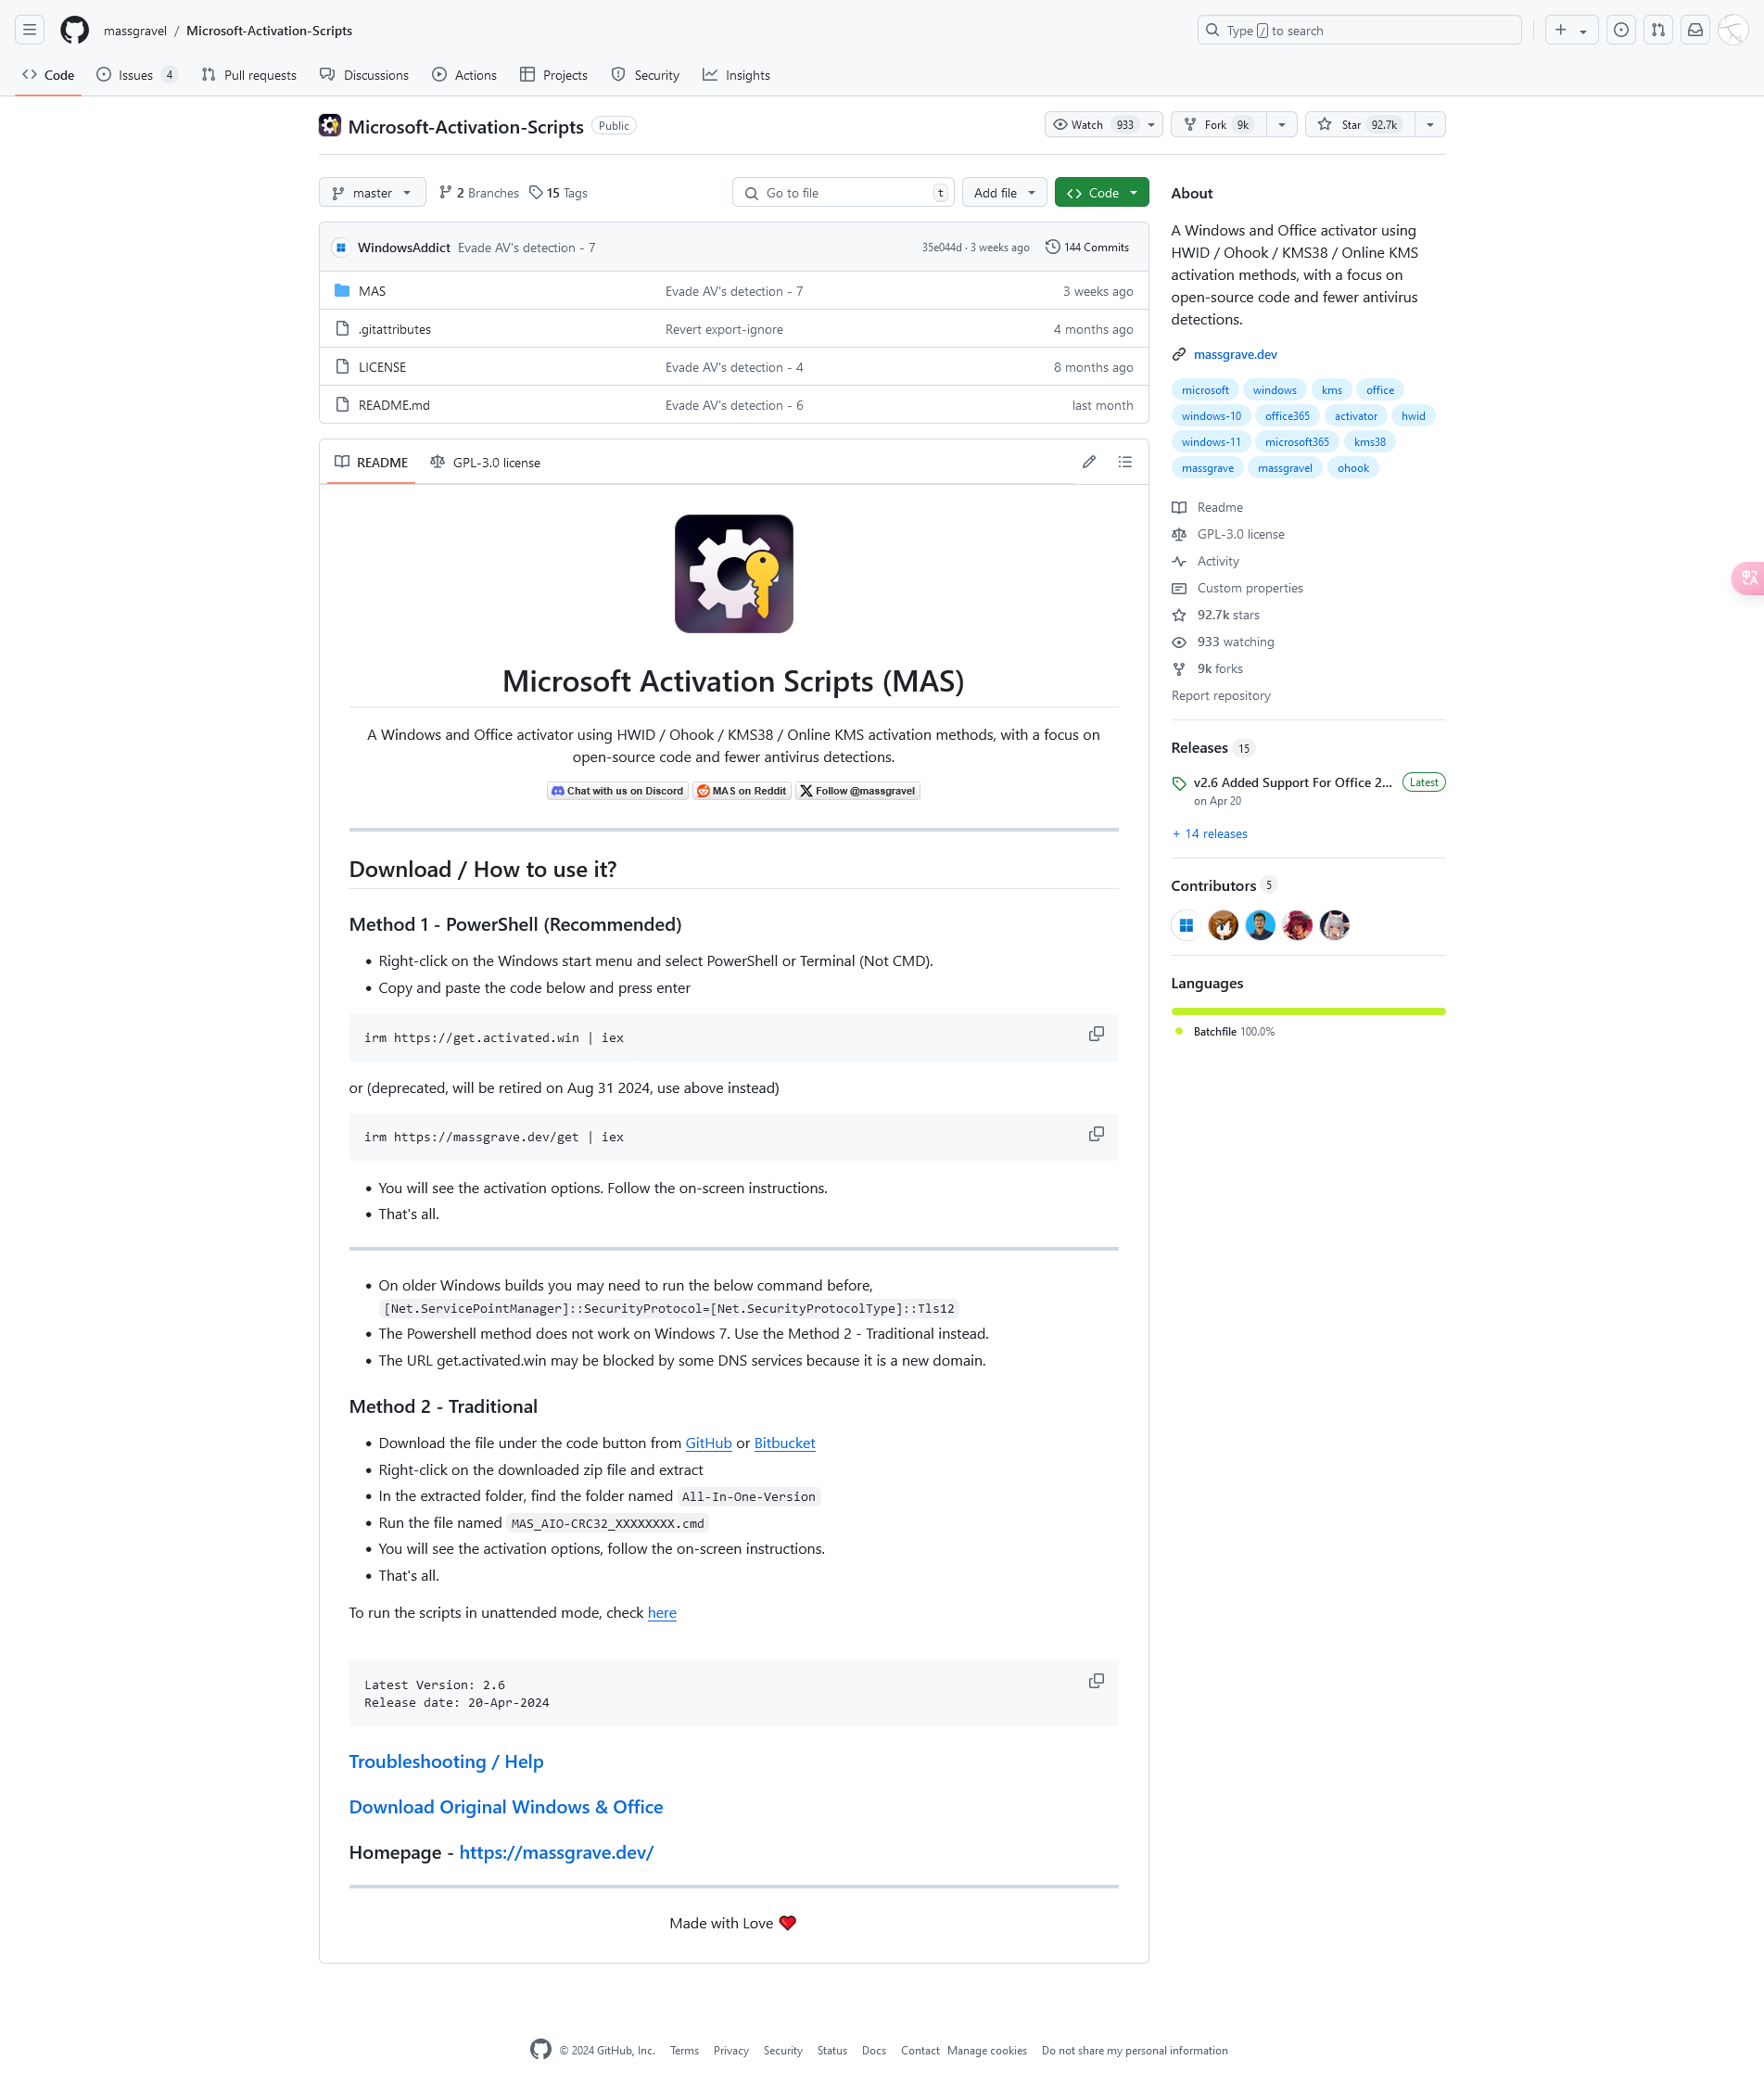 massgravel / Microsoft-Activation-Scripts
Type / to search
Code Issues 4 Pull requests Discussions Actions Projects Security Insights
Microsoft-Activation-Scripts Public
Watch 933 Fork 9k Star 92.7k
master 2 Branches 15 Tags Go to file t Add file Code
WindowsAddict Evade AV's detection - 7 35e044d · 3 weeks ago 144 Commits
MAS Evade AV's detection - 7 3 weeks ago
.gitattributes Revert export-ignore 4 months ago
LICENSE Evade AV's detection - 4 8 months ago
README.md Evade AV's detection - 6 last month
README GPL-3.0 license
Microsoft Activation Scripts (MAS)
A Windows and Office activator using HWID / Ohook / KMS38 / Online KMS activation methods, with a focus on
open-source code and fewer antivirus detections.
Chat with us on Discord MAS on Reddit Follow @massgravel
Download / How to use it?
Method 1 - PowerShell (Recommended)
• Right-click on the Windows start menu and select PowerShell or Terminal (Not CMD).
• Copy and paste the code below and press enter
irm https://get.activated.win | iex
or (deprecated, will be retired on Aug 31 2024, use above instead)
irm https://massgrave.dev/get | iex
• You will see the activation options. Follow the on-screen instructions.
• That's all.
• On older Windows builds you may need to run the below command before,
[Net.ServicePointManager]::SecurityProtocol=[Net.SecurityProtocolType]::Tls12
• The Powershell method does not work on Windows 7. Use the Method 2 - Traditional instead.
• The URL get.activated.win may be blocked by some DNS services because it is a new domain.
Method 2 - Traditional
• Download the file under the code button from GitHub or Bitbucket
• Right-click on the downloaded zip file and extract
• In the extracted folder, find the folder named All-In-One-Version
• Run the file named MAS_AIO-CRC32_XXXXXXXX.cmd
• You will see the activation options, follow the on-screen instructions.
• That's all.
To run the scripts in unattended mode, check here
Latest Version: 2.6
Release date: 20-Apr-2024
Troubleshooting / Help
Download Original Windows & Office
Homepage - https://massgrave.dev/
Made with Love
About
A Windows and Office activator using
HWID / Ohook / KMS38 / Online KMS
activation methods, with a focus on
open-source code and fewer antivirus
detections.
massgrave.dev
microsoft windows kms office
windows-10 office365 activator hwid
windows-11 microsoft365 kms38
massgrave massgravel ohook
Readme
GPL-3.0 license
Activity
Custom properties
92.7k stars
933 watching
9k forks
Report repository
Releases 15
v2.6 Added Support For Office 2... Latest
on Apr 20
+ 14 releases
Contributors 5
Languages
Batchfile 100.0%
© 2024 GitHub, Inc. Terms Privacy Security Status Docs Contact Manage cookies Do not share my personal information